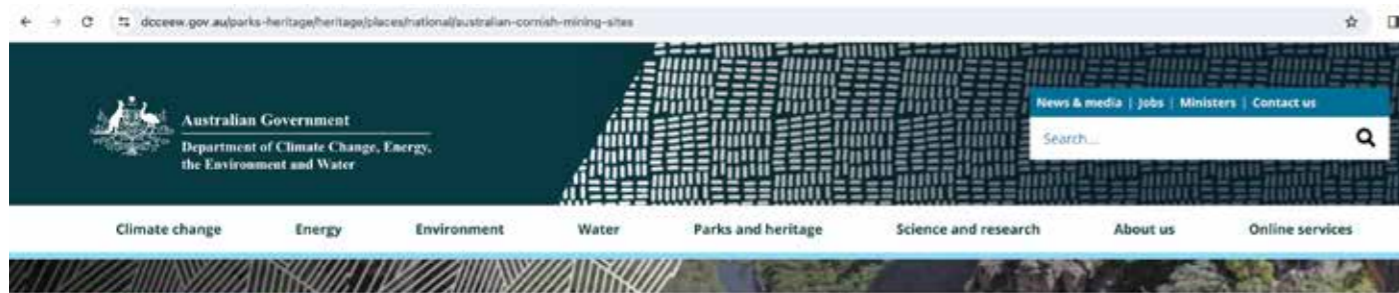 dcceew.gov.au/parks-heritage/heritage/places/national/australian-cornish-mining-sites
Australian Government
Department of Climate Change, Energy,
the Environment and Water
News & media | Jobs | Ministers | Contact us
Search...
Climate change Energy Environment Water Parks and heritage Science and research About us Online services